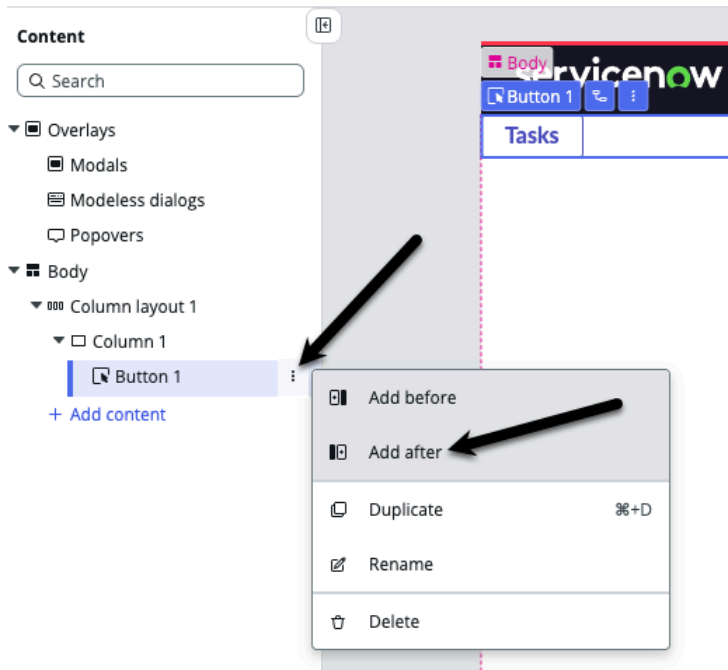 Content
Search
Overlays
Modals
Modeless dialogs
Popovers
Body
Column layout 1
Column 1
Button 1
+ Add content
Body
servicenow
Button 1
Tasks
Add before
Add after
Duplicate ⌘+D
Rename
Delete